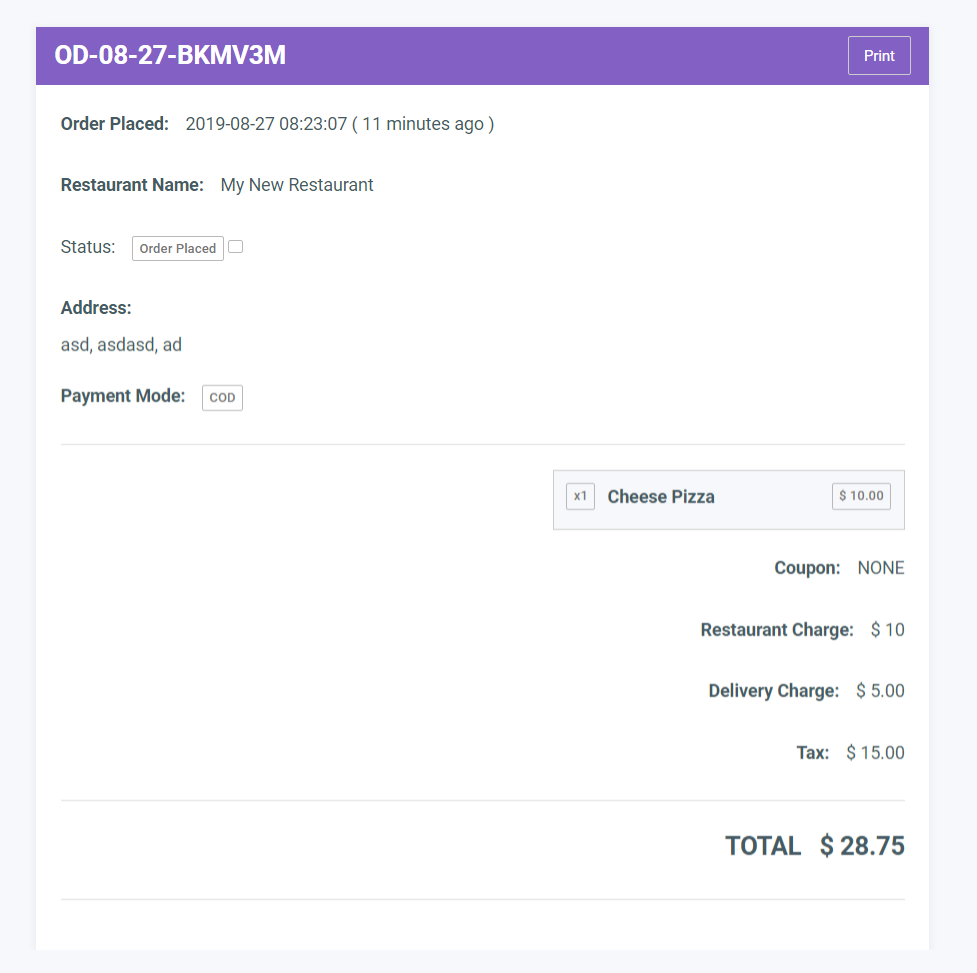 OD-08-27-BKMV3M Print
Order Placed: 2019-08-27 08:23:07 ( 11 minutes ago )
Restaurant Name: My New Restaurant
Status: Order Placed
Address:
asd, asdasd, ad
Payment Mode: COD
x1 Cheese Pizza $ 10.00
Coupon: NONE
Restaurant Charge: $ 10
Delivery Charge: $ 5.00
Tax: $ 15.00
TOTAL $ 28.75